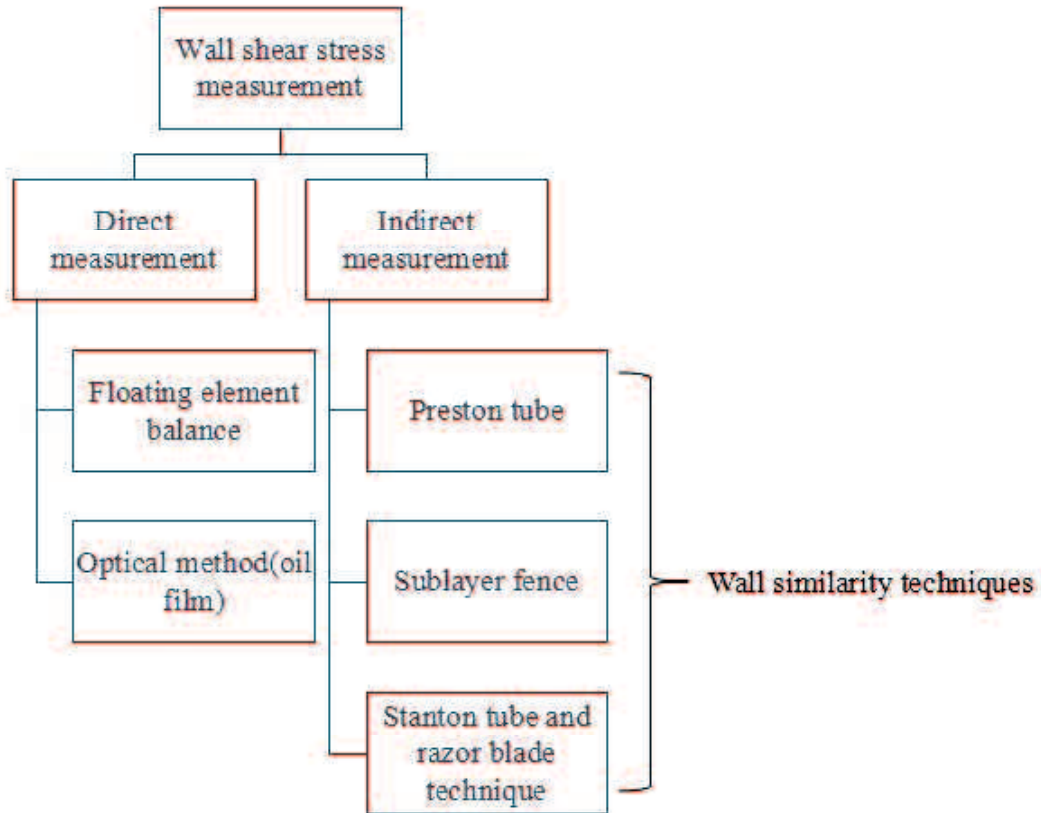 Wall shear stress
measurement
Direct
measurement
Indirect
measurement
Floating element
balance
Preston tube
Optical method(oil
film)
Sublayer fence
Wall similarity techniques
Stanton tube and
razor blade
technique